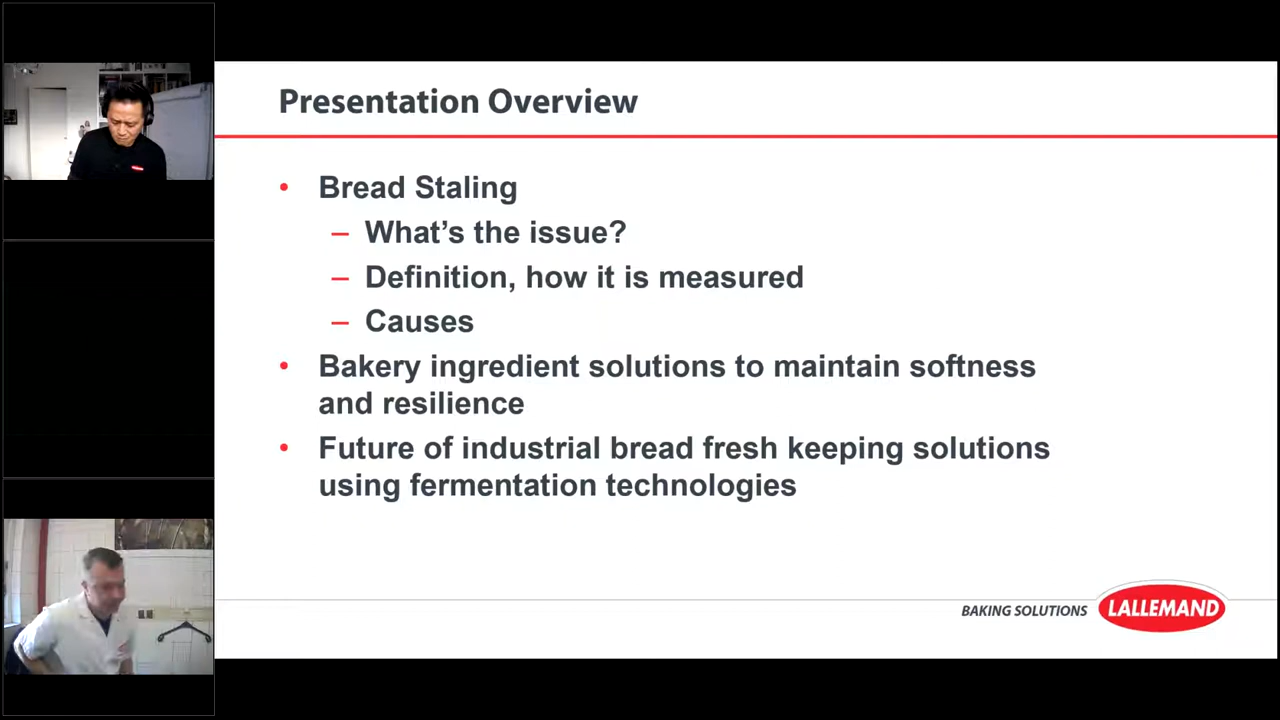 Presentation Overview
• Bread Staling
– What's the issue?
– Definition, how it is measured
– Causes
• Bakery ingredient solutions to maintain softness
and resilience
• Future of industrial bread fresh keeping solutions
using fermentation technologies
BAKING SOLUTIONS LALLEMAND